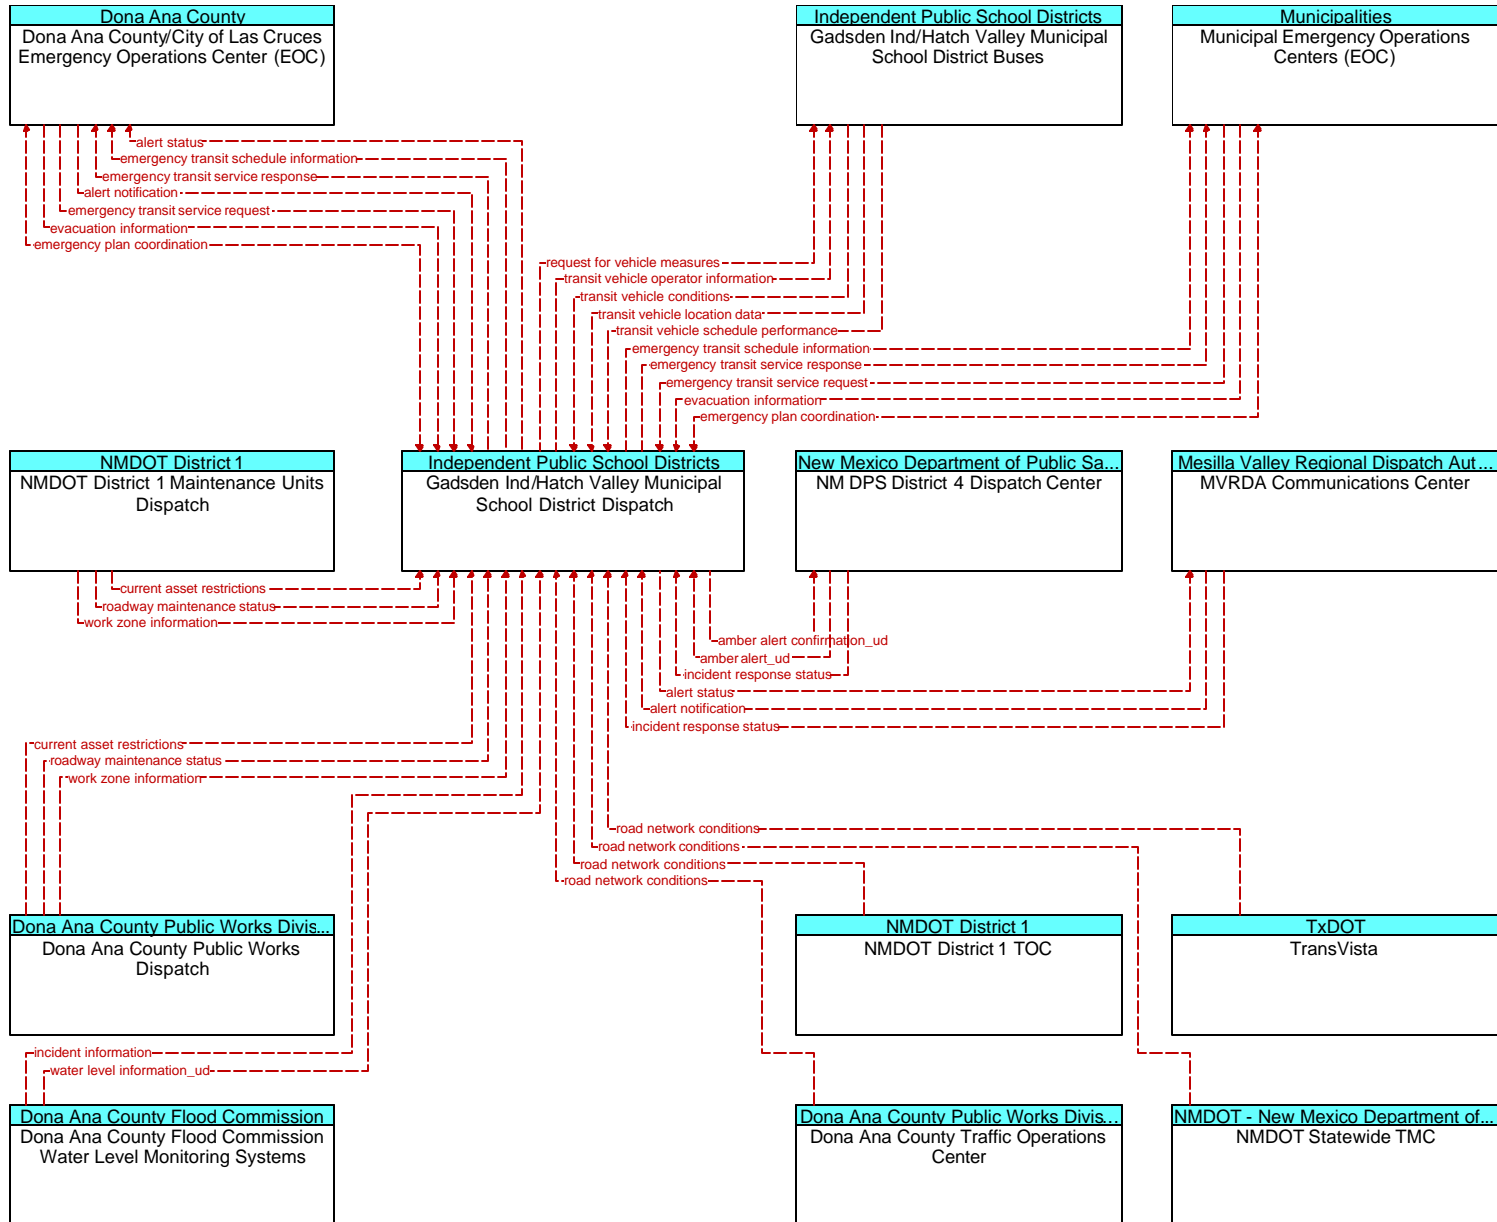 Dona Ana County
Dona Ana County/City of Las Cruces
Emergency Operations Center (EOC)
Independent Public School Districts
Gadsden Ind/Hatch Valley Municipal
School District Buses
Municipalities
Municipal Emergency Operations
Centers (EOC)
alert status
emergency transit schedule information
emergency transit service response
alert notification
emergency transit service request
evacuation information
emergency plan coordination
request for vehicle measures
transit vehicle operator information
transit vehicle conditions
transit vehicle location data
transit vehicle schedule performance
emergency transit schedule information
emergency transit service response
emergency transit service request
evacuation information
emergency plan coordination
NMDOT District 1
NMDOT District 1 Maintenance Units
Dispatch
Independent Public School Districts
Gadsden Ind/Hatch Valley Municipal
School District Dispatch
New Mexico Department of Public Sa...
NM DPS District 4 Dispatch Center
Mesilla Valley Regional Dispatch Aut...
MVRDA Communications Center
current asset restrictions
roadway maintenance status
work zone information
amber alert confirmation_ud
amber alert_ud
incident response status
alert status
alert notification
incident response status
current asset restrictions
roadway maintenance status
work zone information
road network conditions
road network conditions
road network conditions
road network conditions
Dona Ana County Public Works Divis...
Dona Ana County Public Works
Dispatch
NMDOT District 1
NMDOT District 1 TOC
TxDOT
TransVista
incident information
water level information_ud
Dona Ana County Flood Commission
Dona Ana County Flood Commission
Water Level Monitoring Systems
Dona Ana County Public Works Divis...
Dona Ana County Traffic Operations
Center
NMDOT - New Mexico Department of...
NMDOT Statewide TMC